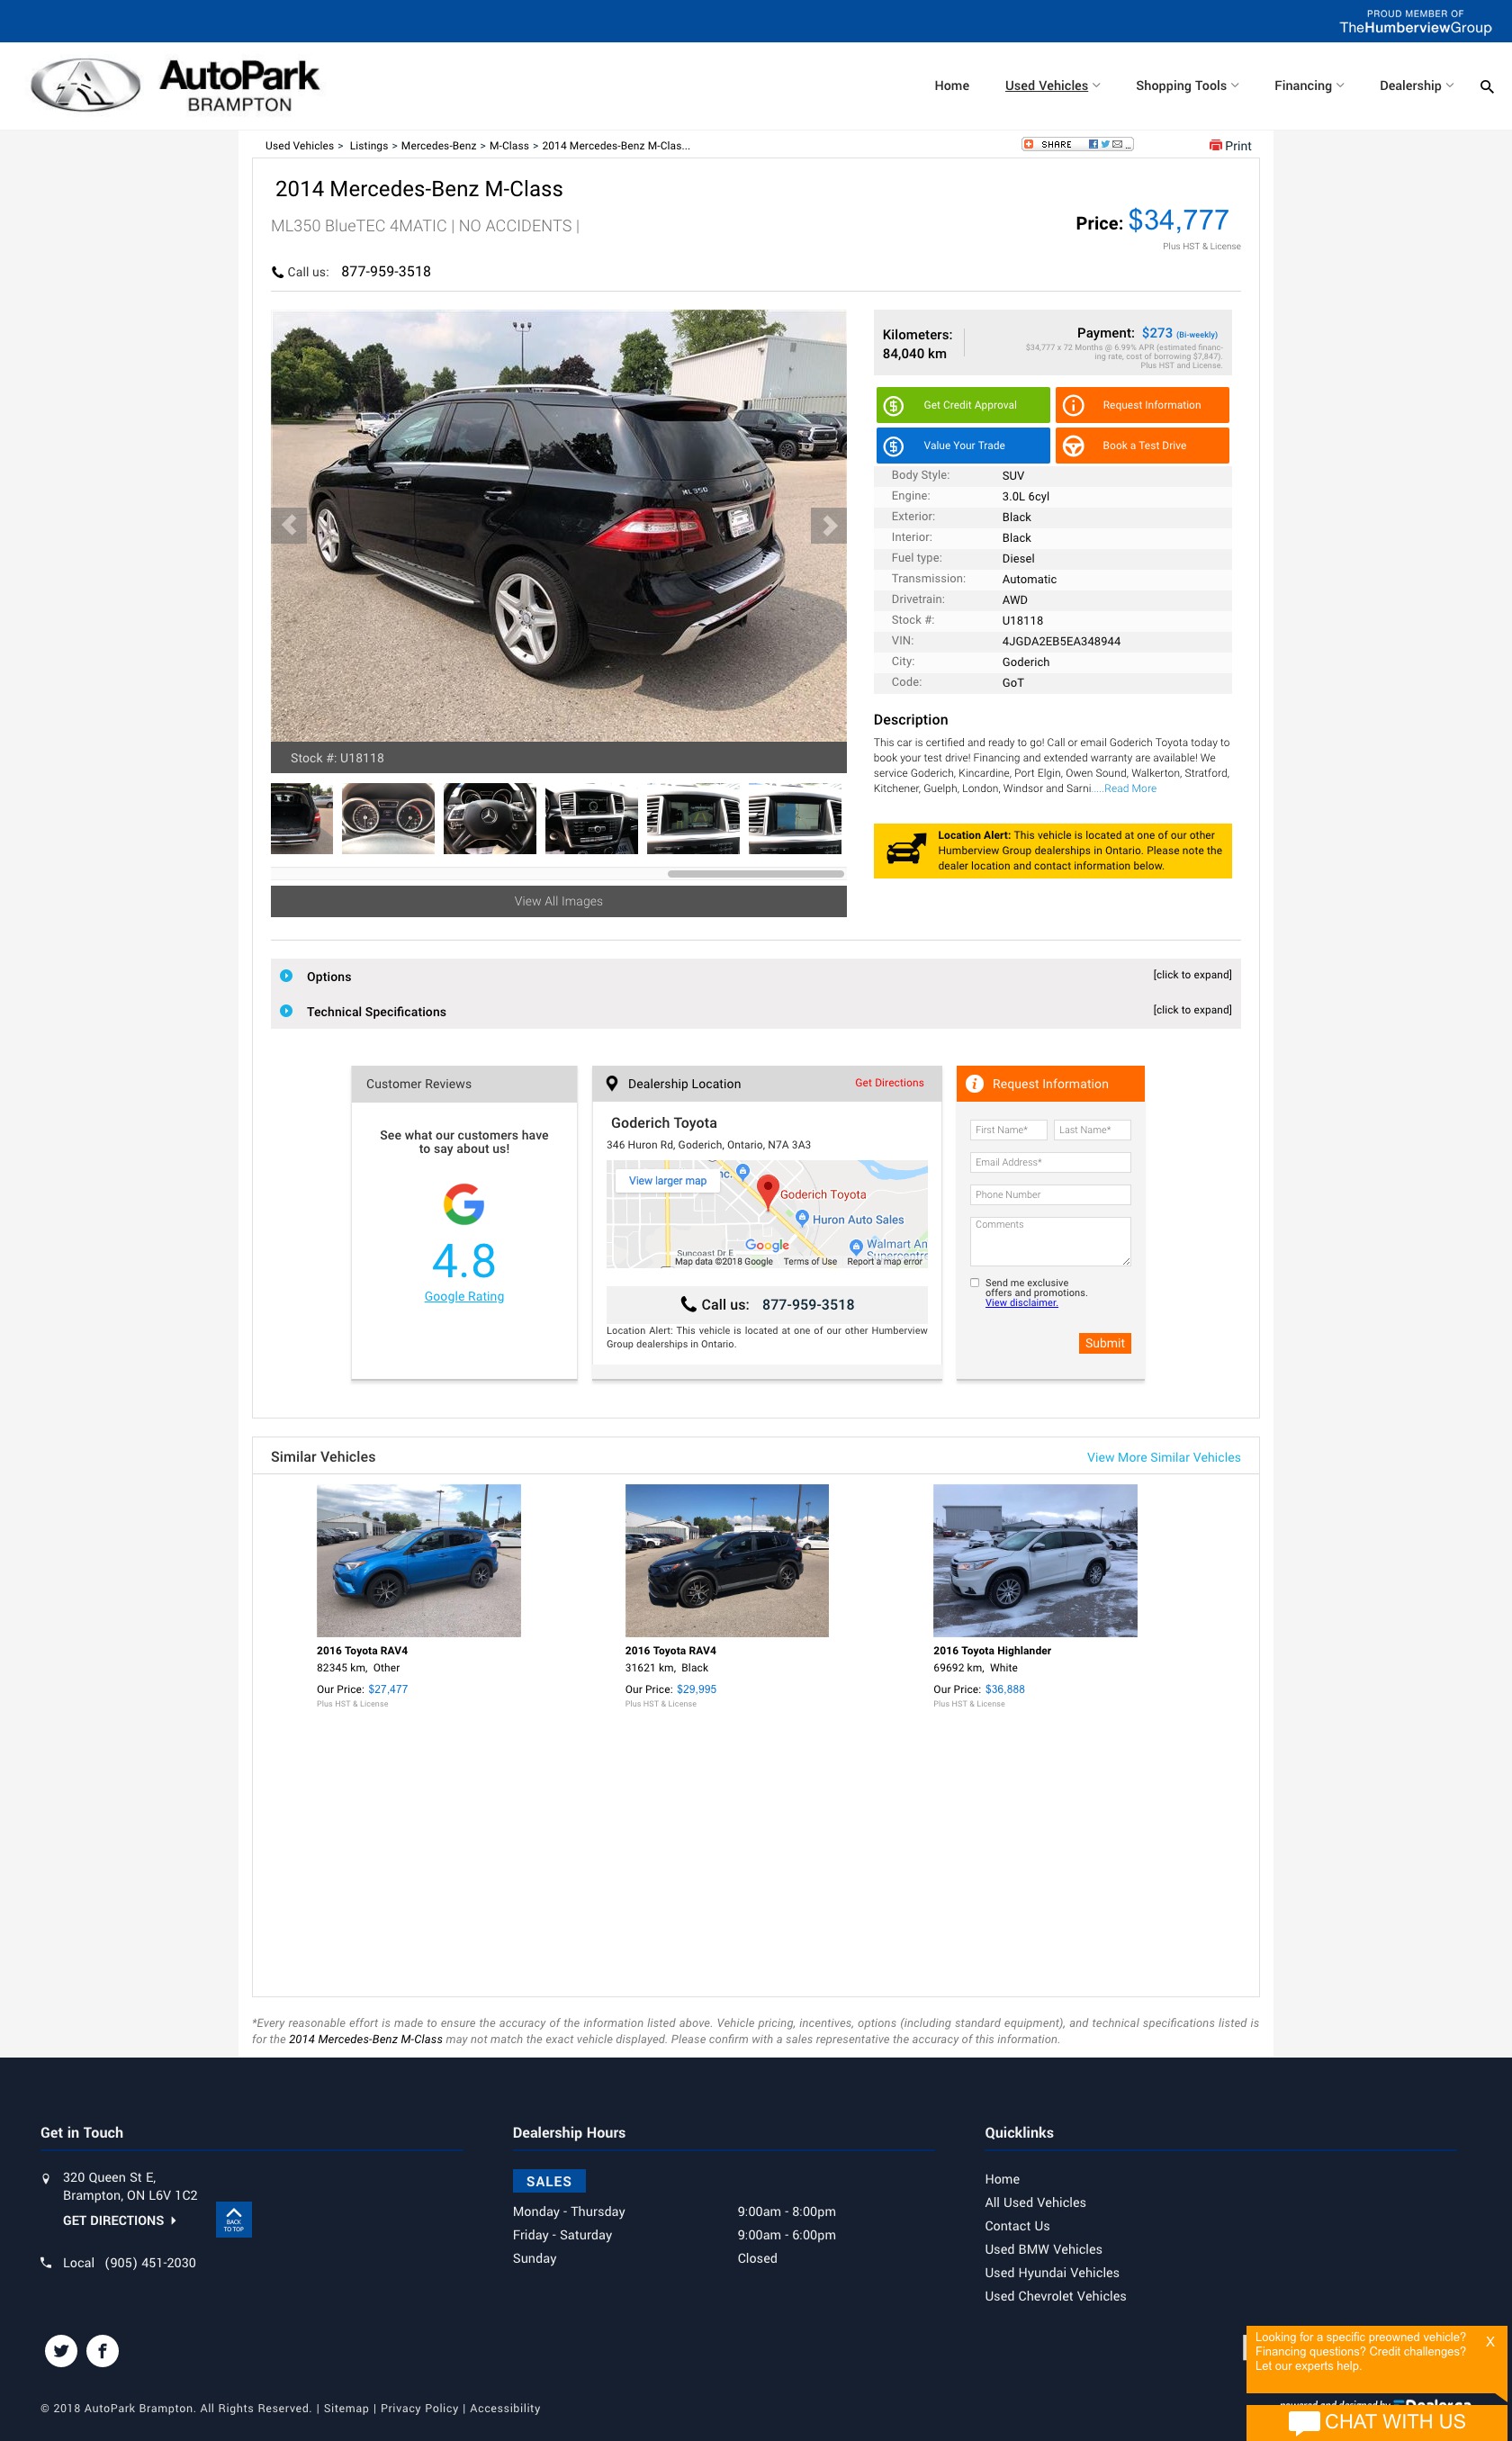 PROUD MEMBER OF
TheHumberviewGroup
AutoPark
BRAMPTON
Home
Used Vehicles
Shopping Tools
Financing
Dealership
Used Vehicles > Listings > Mercedes-Benz > M-Class > 2014 Mercedes-Benz M-Clas...
SHARE
Print
2014 Mercedes-Benz M-Class
ML350 BlueTEC 4MATIC | NO ACCIDENTS |
Price: $34,777
Plus HST & License
Call us: 877-959-3518
ML 350
Stock #: U18118
View All Images
Kilometers:
84,040 km
Payment: $273 (Bi-weekly)
$34,777 x 72 Months @ 6.99% APR (estimated financ-
ing rate, cost of borrowing $7,847).
Plus HST and License.
Get Credit Approval
Request Information
Value Your Trade
Book a Test Drive
Body Style: SUV
Engine: 3.0L 6cyl
Exterior: Black
Interior: Black
Fuel type: Diesel
Transmission: Automatic
Drivetrain: AWD
Stock #: U18118
VIN: 4JGDA2EB5EA348944
City: Goderich
Code: GoT
Description
This car is certified and ready to go! Call or email Goderich Toyota today to
book your test drive! Financing and extended warranty are available! We
service Goderich, Kincardine, Port Elgin, Owen Sound, Walkerton, Stratford,
Kitchener, Guelph, London, Windsor and Sarni.....Read More
Location Alert: This vehicle is located at one of our other
Humberview Group dealerships in Ontario. Please note the
dealer location and contact information below.
Options
[click to expand]
Technical Specifications
[click to expand]
Customer Reviews
See what our customers have
to say about us!
4.8
Google Rating
Dealership Location
Get Directions
Goderich Toyota
346 Huron Rd, Goderich, Ontario, N7A 3A3
View larger map
nc.
Goderich Toyota
Huron Auto Sales
Google
Walmart An
Supercentre
Suncoast Dr E
Map data ©2018 Google
Terms of Use
Report a map error
Call us: 877-959-3518
Location Alert: This vehicle is located at one of our other Humberview
Group dealerships in Ontario.
Request Information
First Name*
Last Name*
Email Address*
Phone Number
Comments
Send me exclusive
offers and promotions.
View disclaimer.
Submit
Similar Vehicles
View More Similar Vehicles
2016 Toyota RAV4
82345 km, Other
Our Price: $27,477
Plus HST & License
2016 Toyota RAV4
31621 km, Black
Our Price: $29,995
Plus HST & License
2016 Toyota Highlander
69692 km, White
Our Price: $36,888
Plus HST & License
*Every reasonable effort is made to ensure the accuracy of the information listed above. Vehicle pricing, incentives, options (including standard equipment), and technical specifications listed is
for the 2014 Mercedes-Benz M-Class may not match the exact vehicle displayed. Please confirm with a sales representative the accuracy of this information.
Get in Touch
320 Queen St E,
Brampton, ON L6V 1C2
GET DIRECTIONS
BACK
TO TOP
Local (905) 451-2030
Dealership Hours
SALES
Monday - Thursday 9:00am - 8:00pm
Friday - Saturday 9:00am - 6:00pm
Sunday Closed
Quicklinks
Home
All Used Vehicles
Contact Us
Used BMW Vehicles
Used Hyundai Vehicles
Used Chevrolet Vehicles
Looking for a specific preowned vehicle?
Financing questions? Credit challenges?
Let our experts help.
X
CHAT WITH US
© 2018 AutoPark Brampton. All Rights Reserved. | Sitemap | Privacy Policy | Accessibility